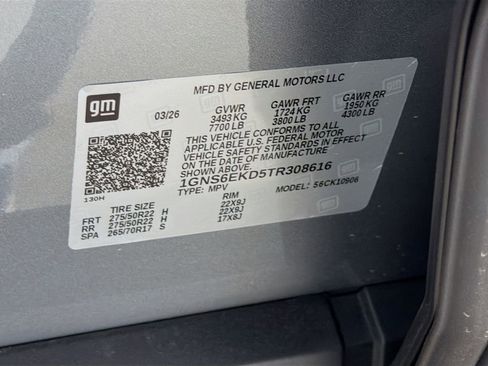 MFD BY GENERAL MOTORS LLC
gm
03/26 GVWR GAWR FRT GAWR RR
3493 KG 1724 KG 1950 KG
7700 LB 3800 LB 4300 LB
THIS VEHICLE CONFORMS TO ALL
APPLICABLE U.S. FEDERAL MOTOR
VEHICLE SAFETY STANDARDS IN EFFECT
ON THE DATE OF MANUFACTURE
SHOWN ABOVE.
1GNS6EKD5TR308616
TYPE: MPV MODEL: 56CK10906
130H
TIRE SIZE RIM
FRT 275/50R22 H 22X9J
RR 275/50R22 H 22X9J
SPA 265/70R17 S 17X8J